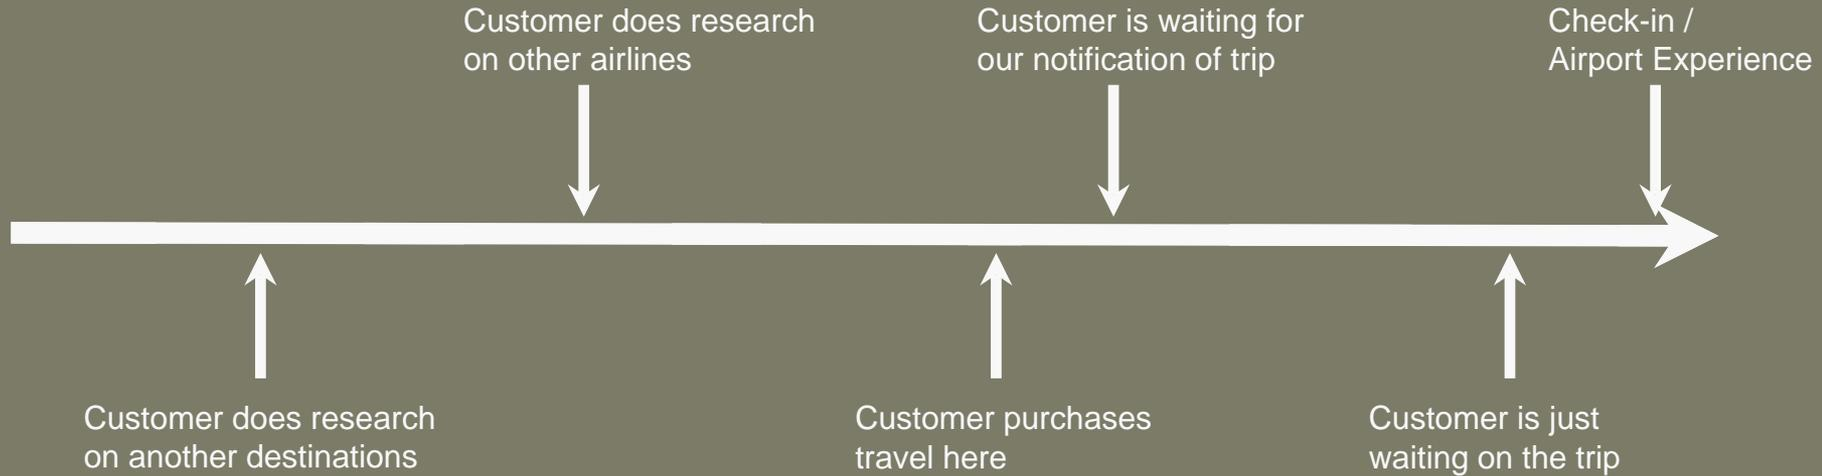 Customer does research
on other airlines
Customer is waiting for
our notification of trip
Check-in /
Airport Experience
Customer does research
on another destinations
Customer purchases
travel here
Customer is just
waiting on the trip